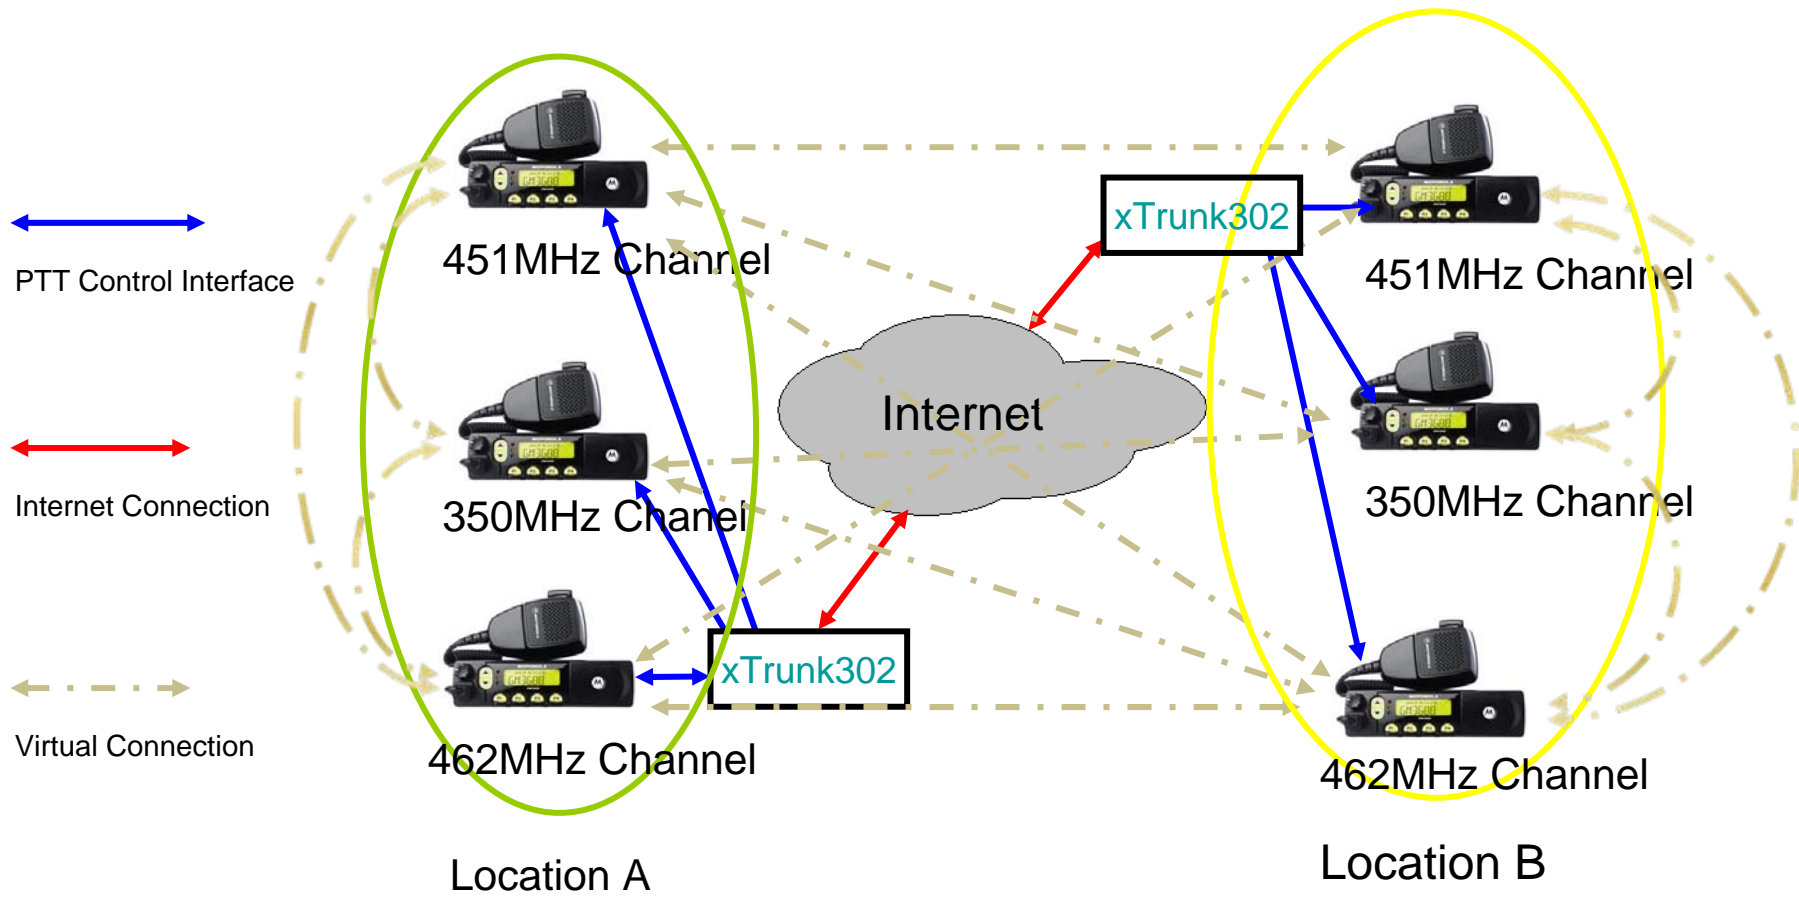 xTrunk302
451MHz Channel
451MHz Channel
PTT Control Interface
Internet
350MHz Chanel
350MHz Channel
Internet Connection
xTrunk302
Virtual Connection
462MHz Channel
462MHz Channel
Location A
Location B